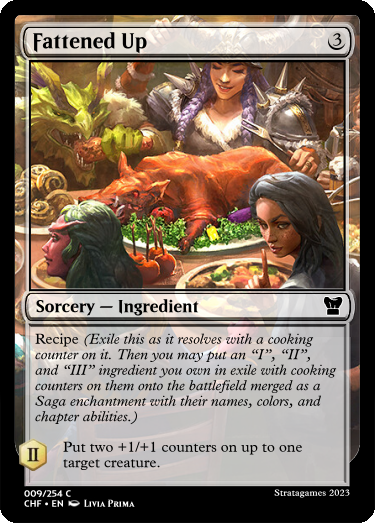 Fattened Up 3
Sorcery — Ingredient
Recipe (Exile this as it resolves with a cooking
counter on it. Then you may put an “I”, “II”,
and “III” ingredient you own in exile with cooking
counters on them onto the battlefield merged as a
Saga enchantment with their names, colors, and
chapter abilities.)
II Put two +1/+1 counters on up to one
target creature.
009/254 C Stratagames 2023
CHF • EN Livia Prima